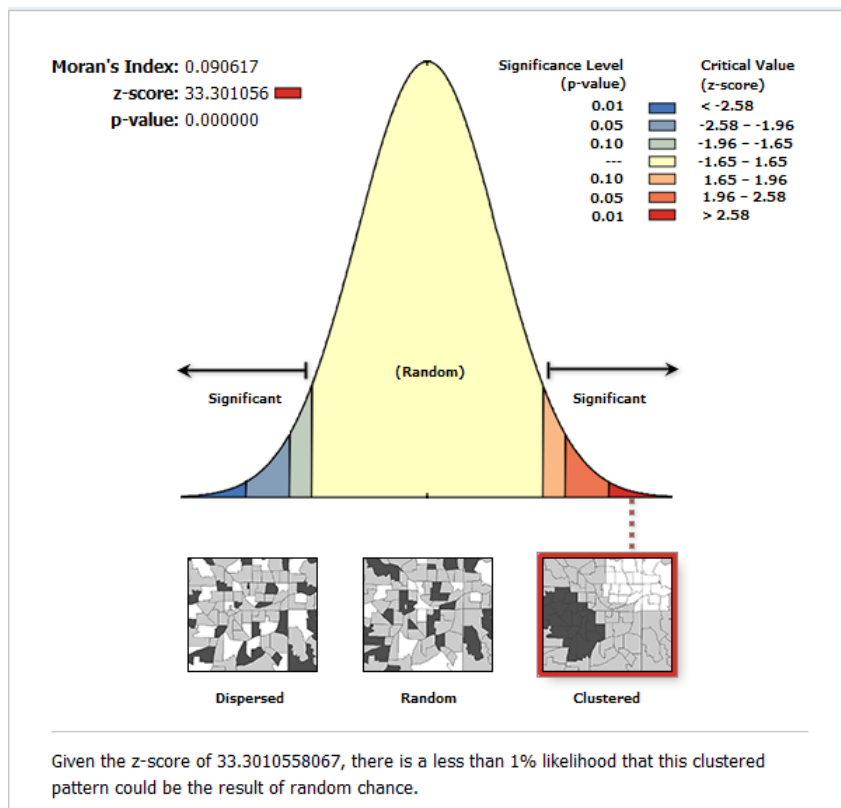 Moran's Index: 0.090617
z-score: 33.301056
p-value: 0.000000
Significance Level
(p-value)
Critical Value
(z-score)
0.01 < -2.58
0.05 -2.58 – -1.96
0.10 -1.96 – -1.65
--- -1.65 – 1.65
0.10 1.65 – 1.96
0.05 1.96 – 2.58
0.01 > 2.58
(Random)
Significant
Significant
Dispersed
Random
Clustered
Given the z-score of 33.3010558067, there is a less than 1% likelihood that this clustered
pattern could be the result of random chance.